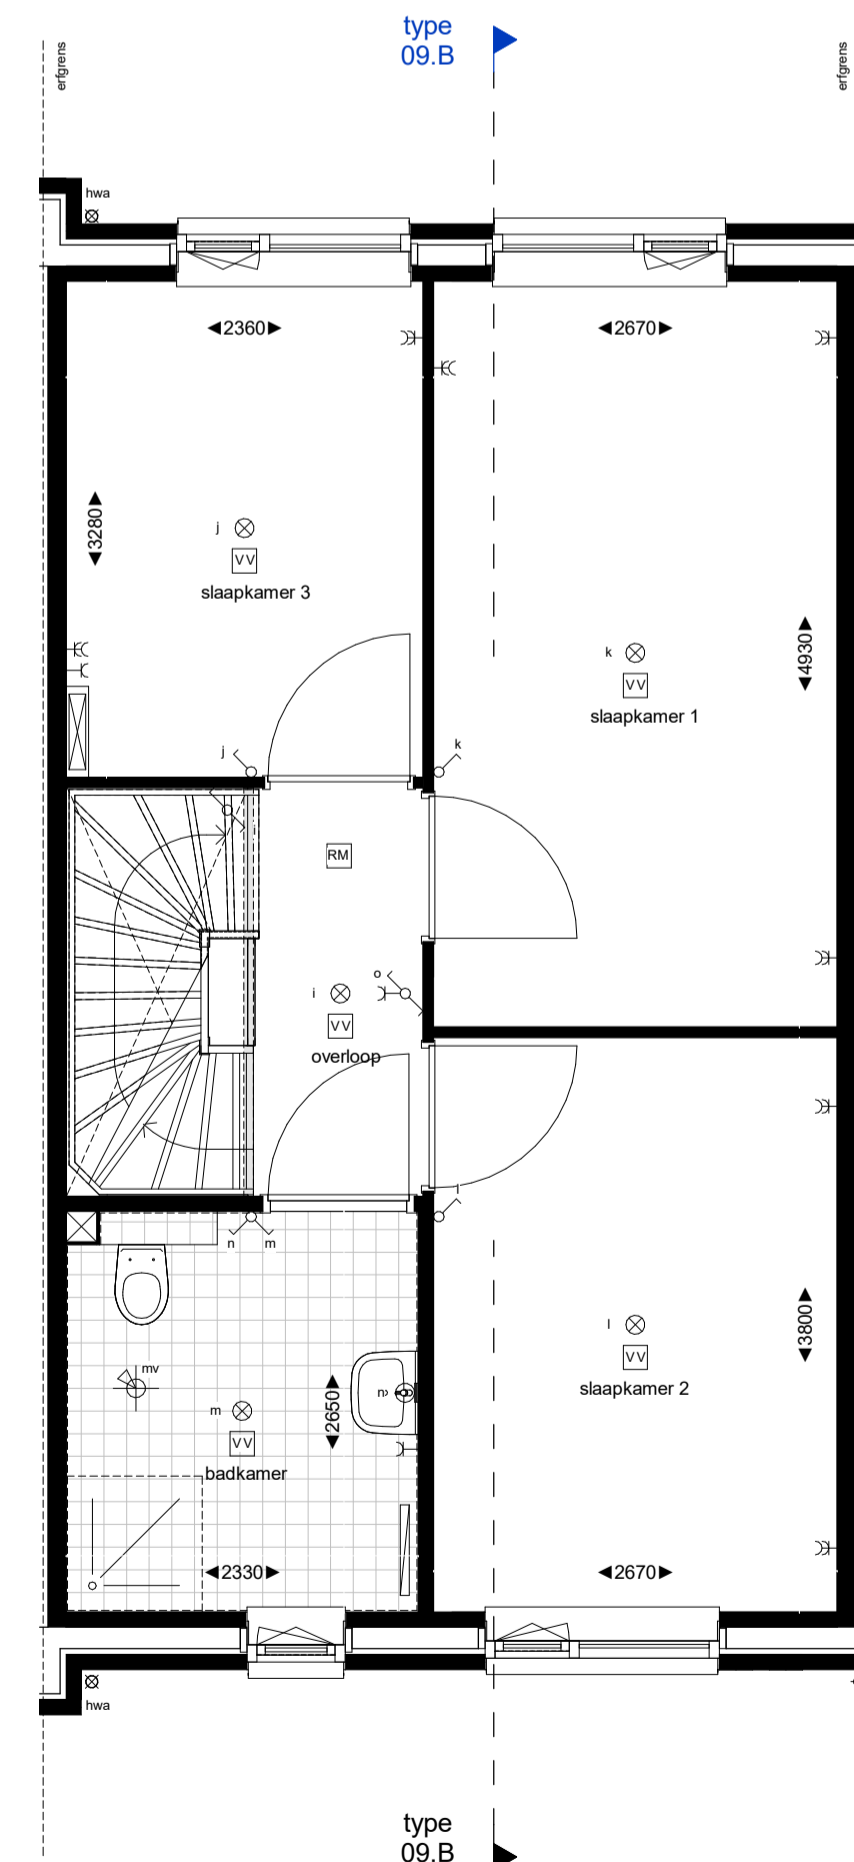 type
09.B
erfgrens
erfgrens
hwa
2360
2670
3280
j
VV
slaapkamer 3
k
VV
slaapkamer 1
4930
j
k
RM
o
i
VV
overloop
l
n
m
mv
m
VV
badkamer
2650
n
l
VV
slaapkamer 2
3800
2330
2670
hwa
type
09.B